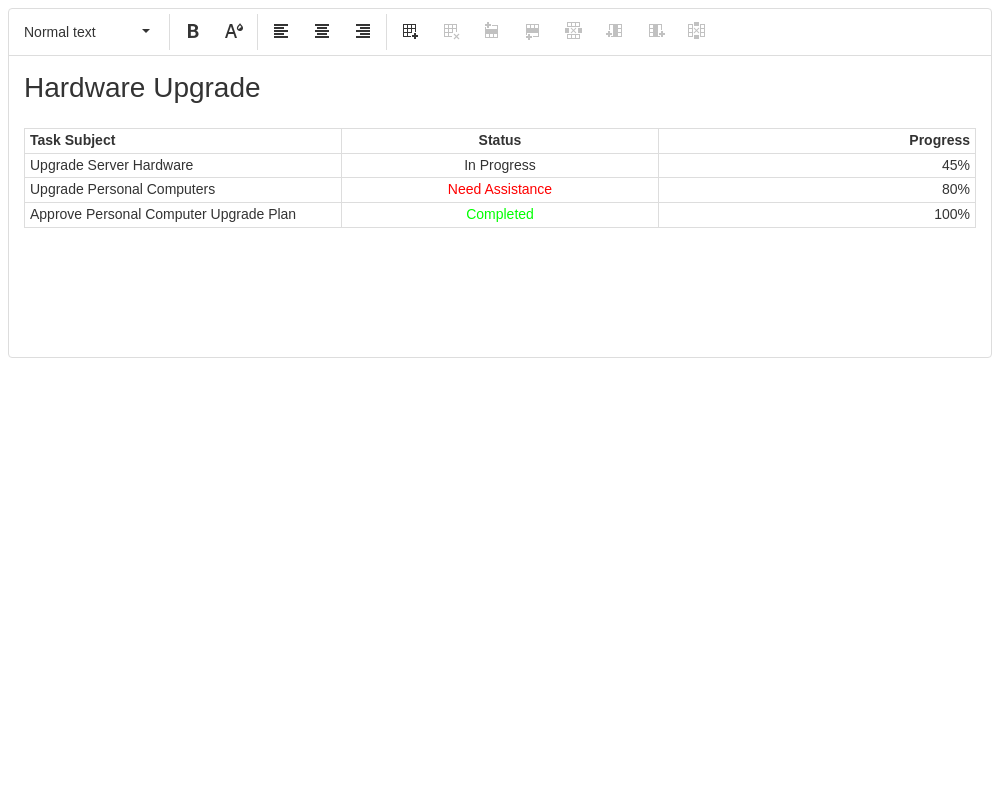 Normal text
Hardware Upgrade
Task Subject Status Progress
Upgrade Server Hardware In Progress 45%
Upgrade Personal Computers Need Assistance 80%
Approve Personal Computer Upgrade Plan Completed 100%